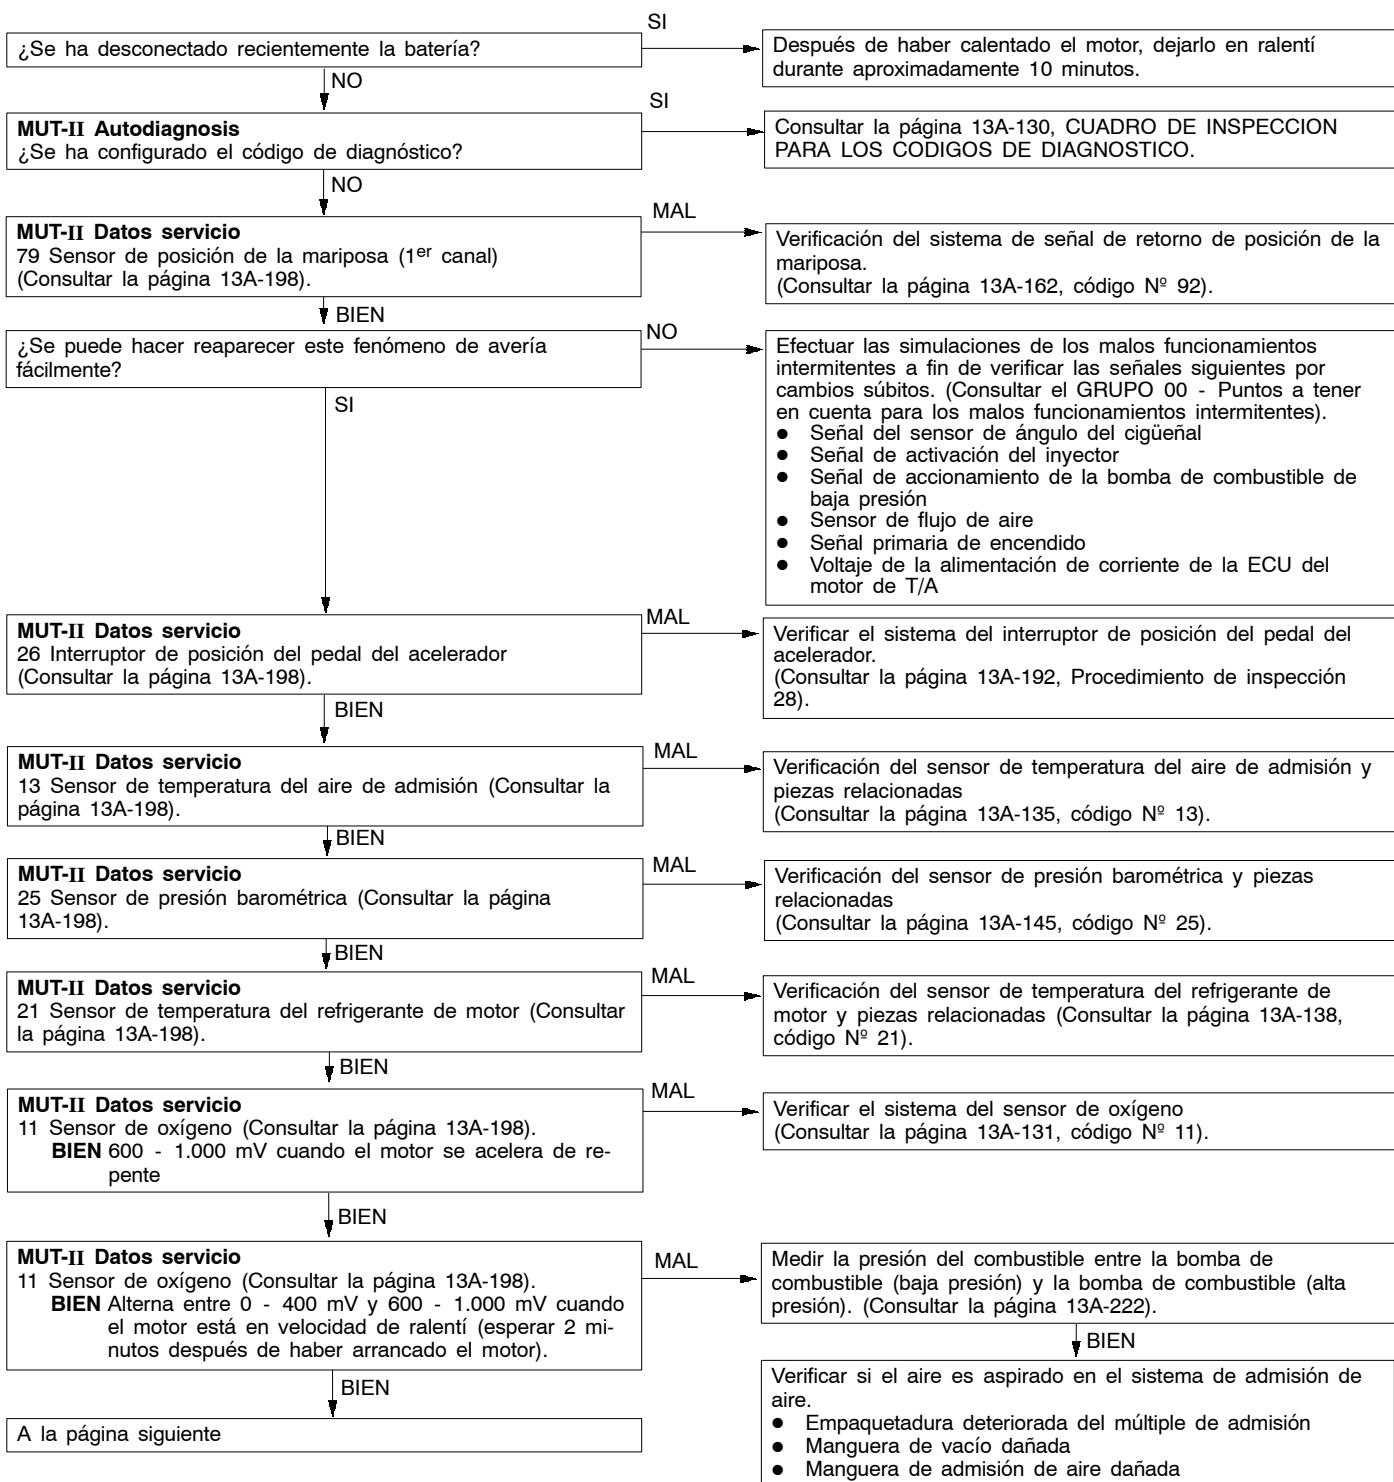 ¿Se ha desconectado recientemente la batería?
SI
Después de haber calentado el motor, dejarlo en ralentí
durante aproximadamente 10 minutos.
NO
MUT-II Autodiagnosis
¿Se ha configurado el código de diagnóstico?
SI
Consultar la página 13A-130, CUADRO DE INSPECCION
PARA LOS CODIGOS DE DIAGNOSTICO.
NO
MUT-II Datos servicio
79 Sensor de posición de la mariposa (1er canal)
(Consultar la página 13A-198).
MAL
Verificación del sistema de señal de retorno de posición de la
mariposa.
(Consultar la página 13A-162, código Nº 92).
BIEN
¿Se puede hacer reaparecer este fenómeno de avería
fácilmente?
NO
Efectuar las simulaciones de los malos funcionamientos
intermitentes a fin de verificar las señales siguientes por
cambios súbitos. (Consultar el GRUPO 00 - Puntos a tener
en cuenta para los malos funcionamientos intermitentes).
● Señal del sensor de ángulo del cigüeñal
● Señal de activación del inyector
● Señal de accionamiento de la bomba de combustible de
baja presión
● Sensor de flujo de aire
● Señal primaria de encendido
● Voltaje de la alimentación de corriente de la ECU del
motor de T/A
SI
MUT-II Datos servicio
26 Interruptor de posición del pedal del acelerador
(Consultar la página 13A-198).
MAL
Verificar el sistema del interruptor de posición del pedal del
acelerador.
(Consultar la página 13A-192, Procedimiento de inspección
28).
BIEN
MUT-II Datos servicio
13 Sensor de temperatura del aire de admisión (Consultar la
página 13A-198).
MAL
Verificación del sensor de temperatura del aire de admisión y
piezas relacionadas
(Consultar la página 13A-135, código Nº 13).
BIEN
MUT-II Datos servicio
25 Sensor de presión barométrica (Consultar la página
13A-198).
MAL
Verificación del sensor de presión barométrica y piezas
relacionadas
(Consultar la página 13A-145, código Nº 25).
BIEN
MUT-II Datos servicio
21 Sensor de temperatura del refrigerante de motor (Consultar
la página 13A-198).
MAL
Verificación del sensor de temperatura del refrigerante de
motor y piezas relacionadas (Consultar la página 13A-138,
código Nº 21).
BIEN
MUT-II Datos servicio
11 Sensor de oxígeno (Consultar la página 13A-198).
BIEN 600 - 1.000 mV cuando el motor se acelera de re-
pente
MAL
Verificar el sistema del sensor de oxígeno
(Consultar la página 13A-131, código Nº 11).
BIEN
MUT-II Datos servicio
11 Sensor de oxígeno (Consultar la página 13A-198).
BIEN Alterna entre 0 - 400 mV y 600 - 1.000 mV cuando
el motor está en velocidad de ralentí (esperar 2 mi-
nutos después de haber arrancado el motor).
MAL
Medir la presión del combustible entre la bomba de
combustible (baja presión) y la bomba de combustible (alta
presión). (Consultar la página 13A-222).
BIEN
Verificar si el aire es aspirado en el sistema de admisión de
aire.
● Empaquetadura deteriorada del múltiple de admisión
● Manguera de vacío dañada
● Manguera de admisión de aire dañada
BIEN
A la página siguiente